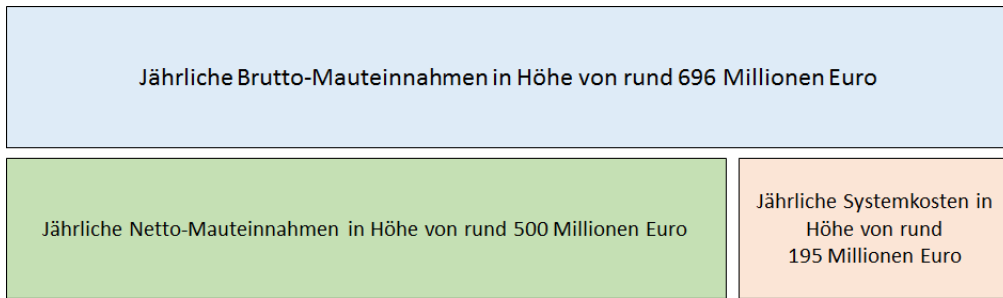 Jährliche Brutto-Mauteinnahmen in Höhe von rund 696 Millionen Euro
Jährliche Netto-Mauteinnahmen in Höhe von rund 500 Millionen Euro
Jährliche Systemkosten in
Höhe von rund
195 Millionen Euro